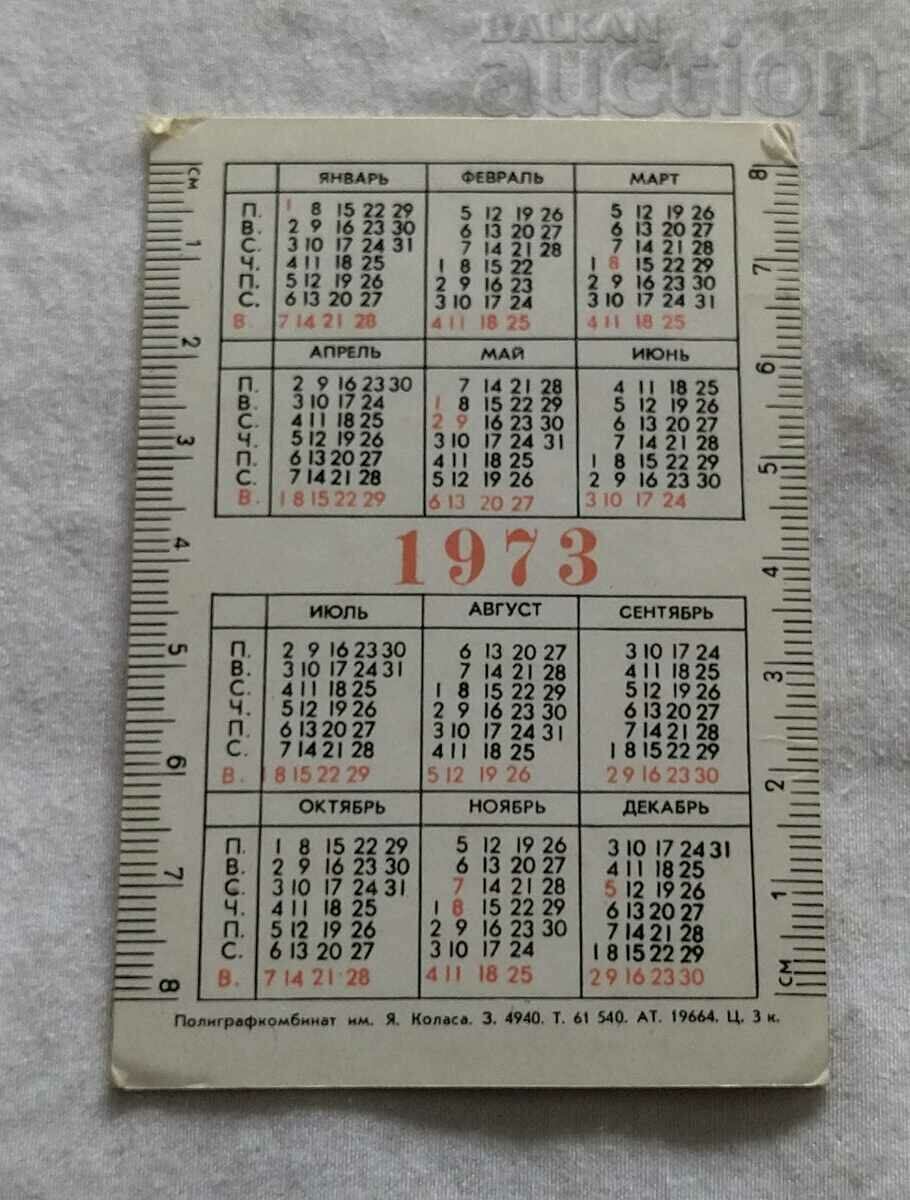 BALKAN
auction
см 1 2 3 4 5 6 7 8
8 7 6 5 4 3 2 1 см
ЯНВАРЬ ФЕВРАЛЬ МАРТ
П. 1 8 15 22 29 5 12 19 26 5 12 19 26
В. 2 9 16 23 30 6 13 20 27 6 13 20 27
С. 3 10 17 24 31 7 14 21 28 7 14 21 28
Ч. 4 11 18 25 1 8 15 22 1 8 15 22 29
П. 5 12 19 26 2 9 16 23 2 9 16 23 30
С. 6 13 20 27 3 10 17 24 3 10 17 24 31
В. 7 14 21 28 4 11 18 25 4 11 18 25
АПРЕЛЬ МАЙ ИЮНЬ
П. 2 9 16 23 30 7 14 21 28 4 11 18 25
В. 3 10 17 24 1 8 15 22 29 5 12 19 26
С. 4 11 18 25 2 9 16 23 30 6 13 20 27
Ч. 5 12 19 26 3 10 17 24 31 7 14 21 28
П. 6 13 20 27 4 11 18 25 1 8 15 22 29
С. 7 14 21 28 5 12 19 26 2 9 16 23 30
В. 1 8 15 22 29 6 13 20 27 3 10 17 24
1973
ИЮЛЬ АВГУСТ СЕНТЯБРЬ
П. 2 9 16 23 30 6 13 20 27 3 10 17 24
В. 3 10 17 24 31 7 14 21 28 4 11 18 25
С. 4 11 18 25 1 8 15 22 29 5 12 19 26
Ч. 5 12 19 26 2 9 16 23 30 6 13 20 27
П. 6 13 20 27 3 10 17 24 31 7 14 21 28
С. 7 14 21 28 4 11 18 25 1 8 15 22 29
В. 1 8 15 22 29 5 12 19 26 2 9 16 23 30
ОКТЯБРЬ НОЯБРЬ ДЕКАБРЬ
П. 1 8 15 22 29 5 12 19 26 3 10 17 24 31
В. 2 9 16 23 30 6 13 20 27 4 11 18 25
С. 3 10 17 24 31 7 14 21 28 5 12 19 26
Ч. 4 11 18 25 1 8 15 22 29 6 13 20 27
П. 5 12 19 26 2 9 16 23 30 7 14 21 28
С. 6 13 20 27 3 10 17 24 1 8 15 22 29
В. 7 14 21 28 4 11 18 25 2 9 16 23 30
Полиграфкомбинат им. Я. Коласа. З. 4940. Т. 61 540. АТ. 19664. Ц. 3 к.